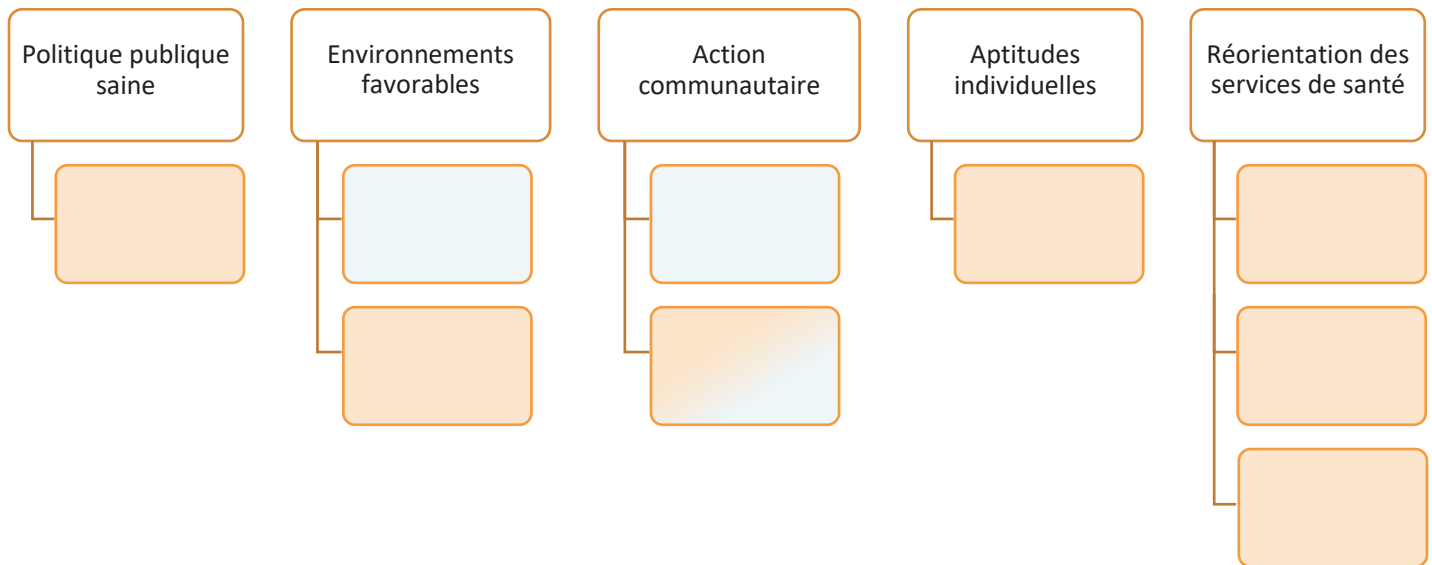 Politique publique
saine
Environnements
favorables
Action
communautaire
Aptitudes
individuelles
Réorientation des
services de santé